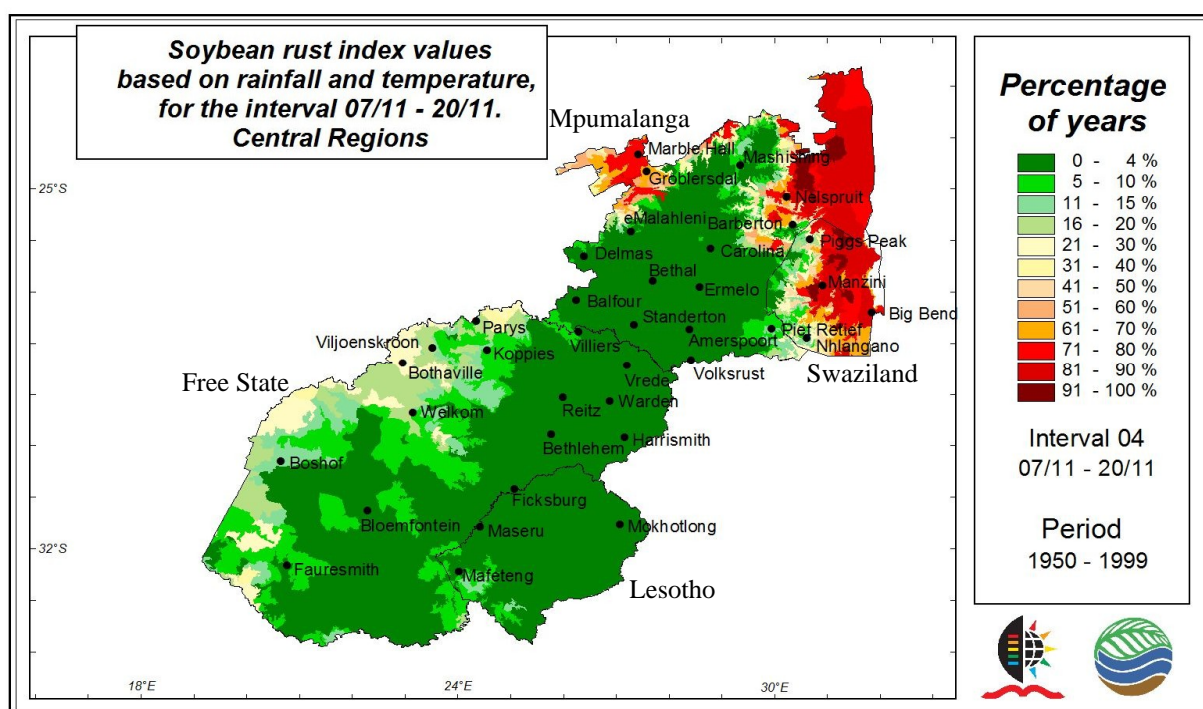 Soybean rust index values
based on rainfall and temperature,
for the interval 07/11 - 20/11.
Central Regions
Percentage
of years
0 - 4 %
5 - 10 %
11 - 15 %
16 - 20 %
21 - 30 %
31 - 40 %
41 - 50 %
51 - 60 %
61 - 70 %
71 - 80 %
81 - 90 %
91 - 100 %
Interval 04
07/11 - 20/11
Period
1950 - 1999
Mpumalanga
Marble Hall
Mashishing
Groblersdal
25°S
Nelspruit
eMalahleni
Barberton
Piggs Peak
Delmas
Carolina
Bethal
Manzini
Ermelo
Balfour
Big Bend
Standerton
Piet Retief
Parys
Amerspoort
Nhlangano
Viljoenskroon
Villiers
Koppies
Volksrust
Swaziland
Bothaville
Vrede
Free State
Reitz
Warden
Welkom
Harrismith
Bethlehem
Boshof
Ficksburg
Bloemfontein
Maseru
Mokhotlong
32°S
Fauresmith
Mafeteng
Lesotho
18°E
24°E
30°E